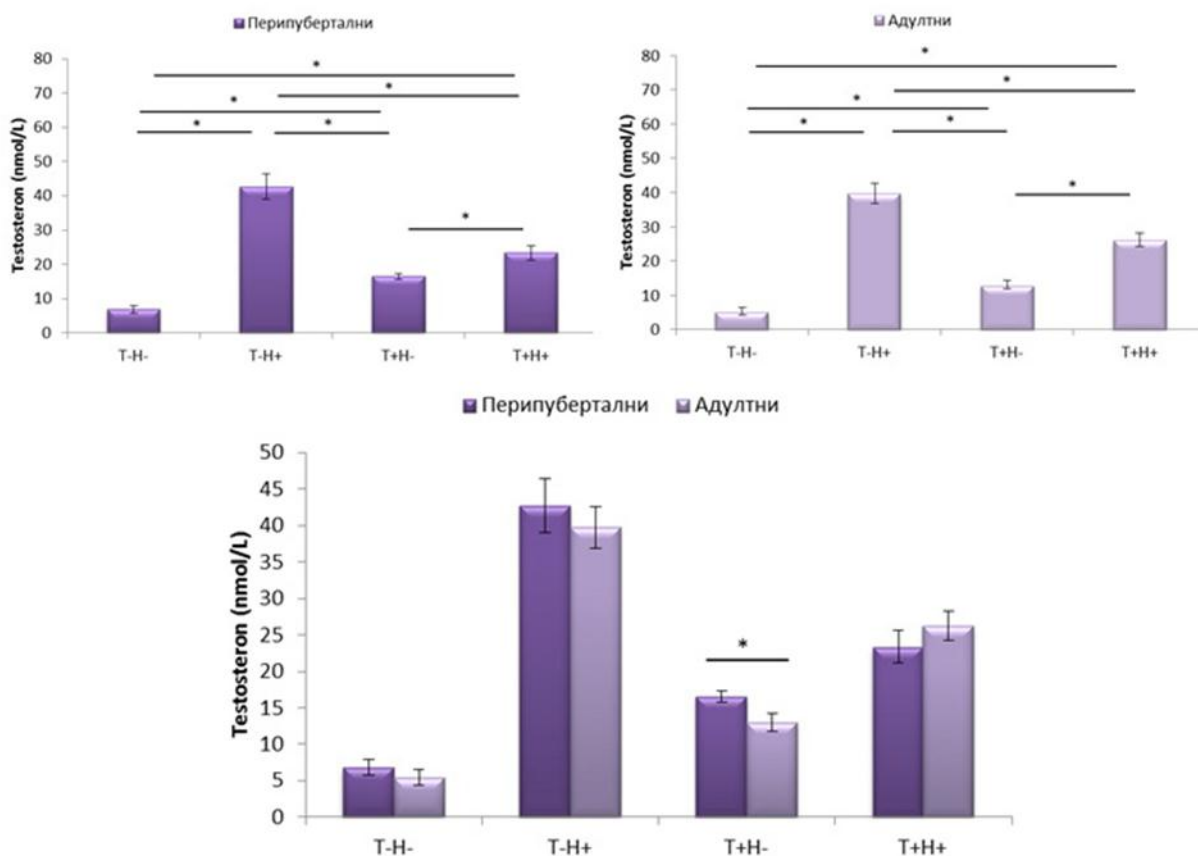 Перипубертални
Testosteron (nmol/L)
80
70
60
50
40
30
20
10
0
* * * * * *
T-H- T-H+ T+H- T+H+
Адултни
Testosteron (nmol/L)
80
70
60
50
40
30
20
10
0
* * * * * *
T-H- T-H+ T+H- T+H+
Перипубертални Адултни
Testosteron (nmol/L)
50
45
40
35
30
25
20
15
10
5
0
*
T-H- T-H+ T+H- T+H+